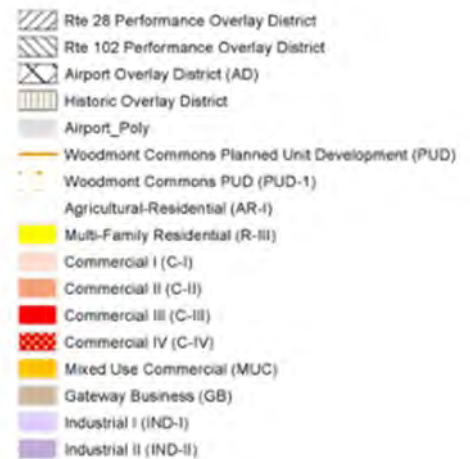 Rte 28 Performance Overlay District
Rte 102 Performance Overlay District
Airport Overlay District (AD)
Historic Overlay District
Airport_Poly
Woodmont Commons Planned Unit Development (PUD)
Woodmont Commons PUD (PUD-1)
Agricultural-Residential (AR-I)
Multi-Family Residential (R-III)
Commercial I (C-I)
Commercial II (C-II)
Commercial III (C-III)
Commercial IV (C-IV)
Mixed Use Commercial (MUC)
Gateway Business (GB)
Industrial I (IND-I)
Industrial II (IND-II)